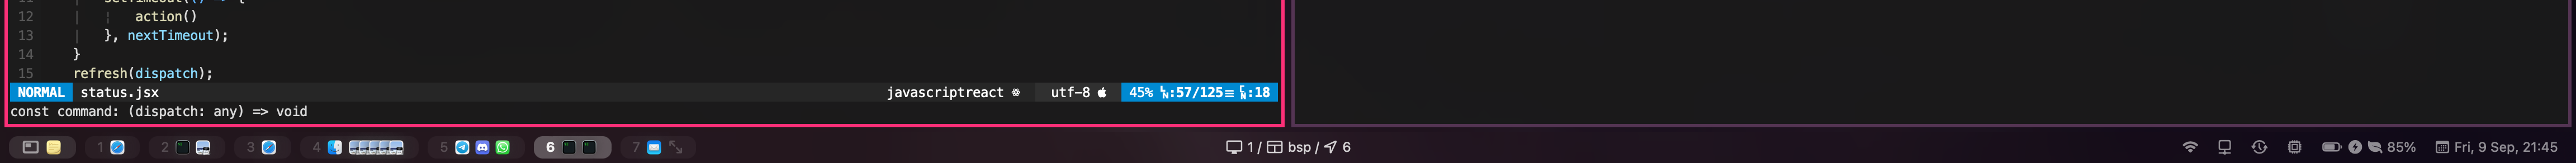 12 action()
13 }, nextTimeout);
14 }
15 refresh(dispatch);
NORMAL status.jsx javascriptreact utf-8 45% :57/125≡ :18
const command: (dispatch: any) => void
1 2 3 4 5 6 7 1 / bsp / 6 85% Fri, 9 Sep, 21:45